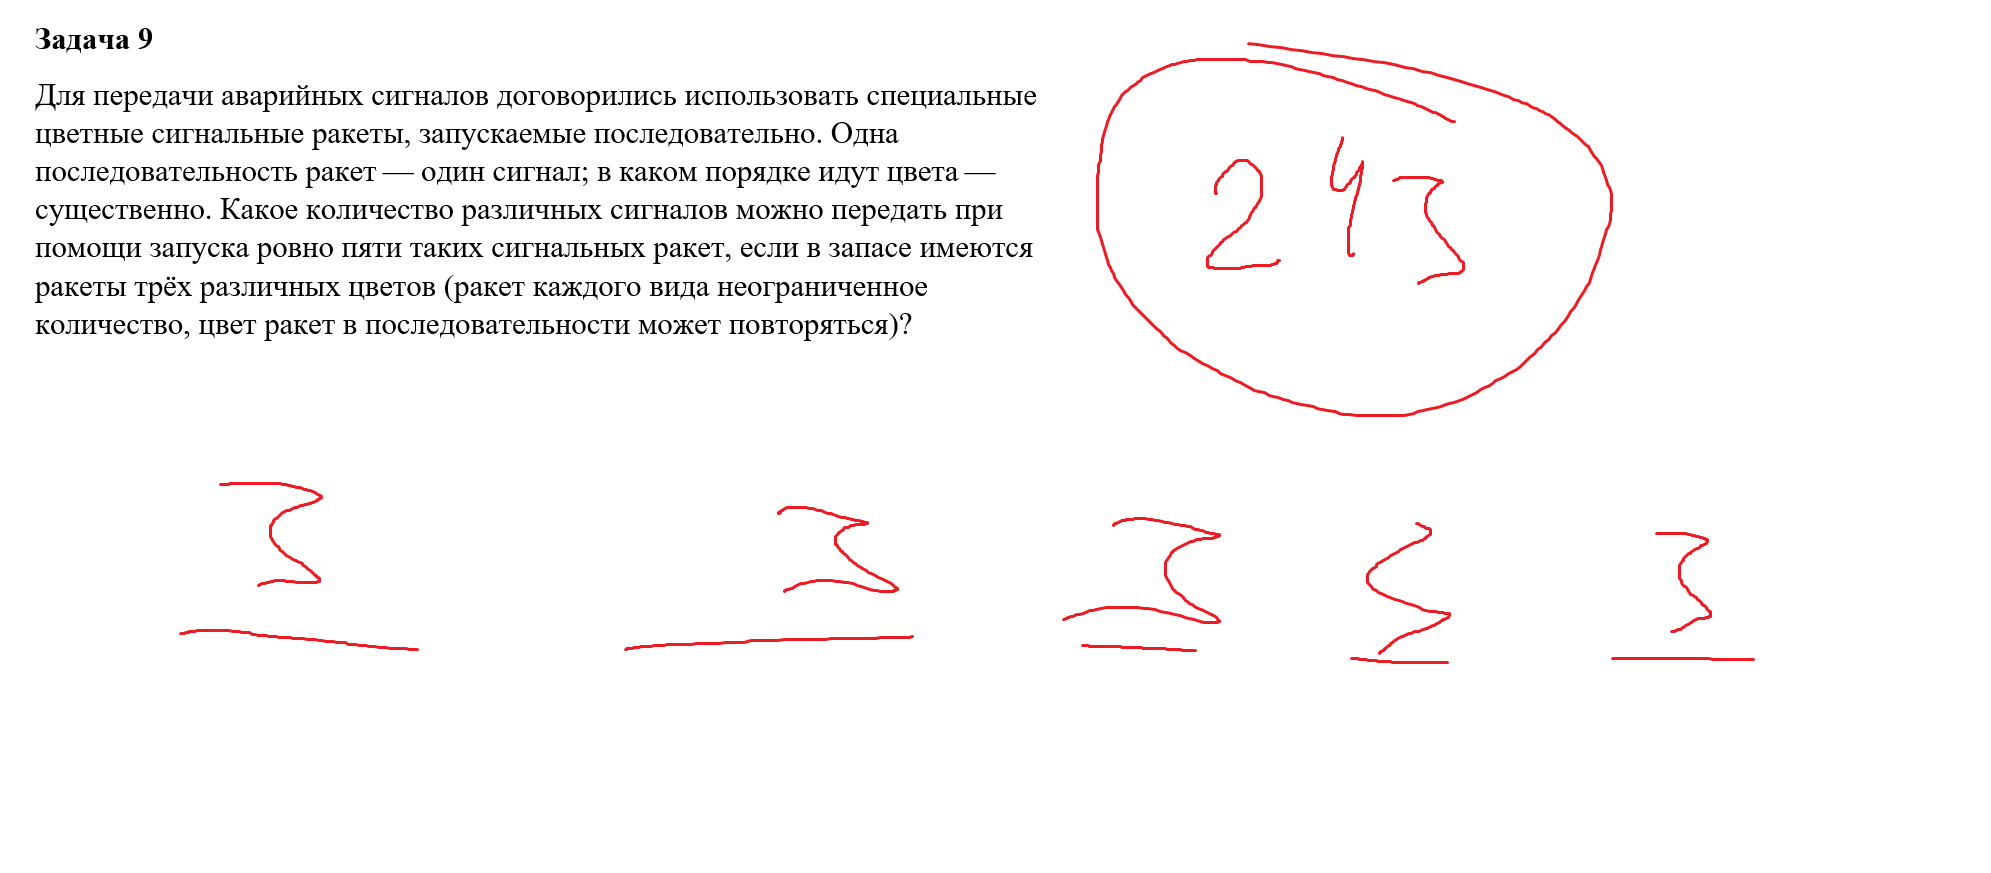 Задача 9
Для передачи аварийных сигналов договорились использовать специальные
цветные сигнальные ракеты, запускаемые последовательно. Одна
последовательность ракет — один сигнал; в каком порядке идут цвета —
существенно. Какое количество различных сигналов можно передать при
помощи запуска ровно пяти таких сигнальных ракет, если в запасе имеются
ракеты трёх различных цветов (ракет каждого вида неограниченное
количество, цвет ракет в последовательности может повторяться)?
243
3 3 3 3 3